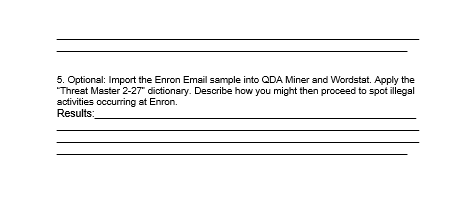 5. Optional: Import the Enron Email sample into QDA Miner and Wordstat. Apply the
"Threat Master 2-27" dictionary. Describe how you might then proceed to spot illegal
activities occurring at Enron.
Results: